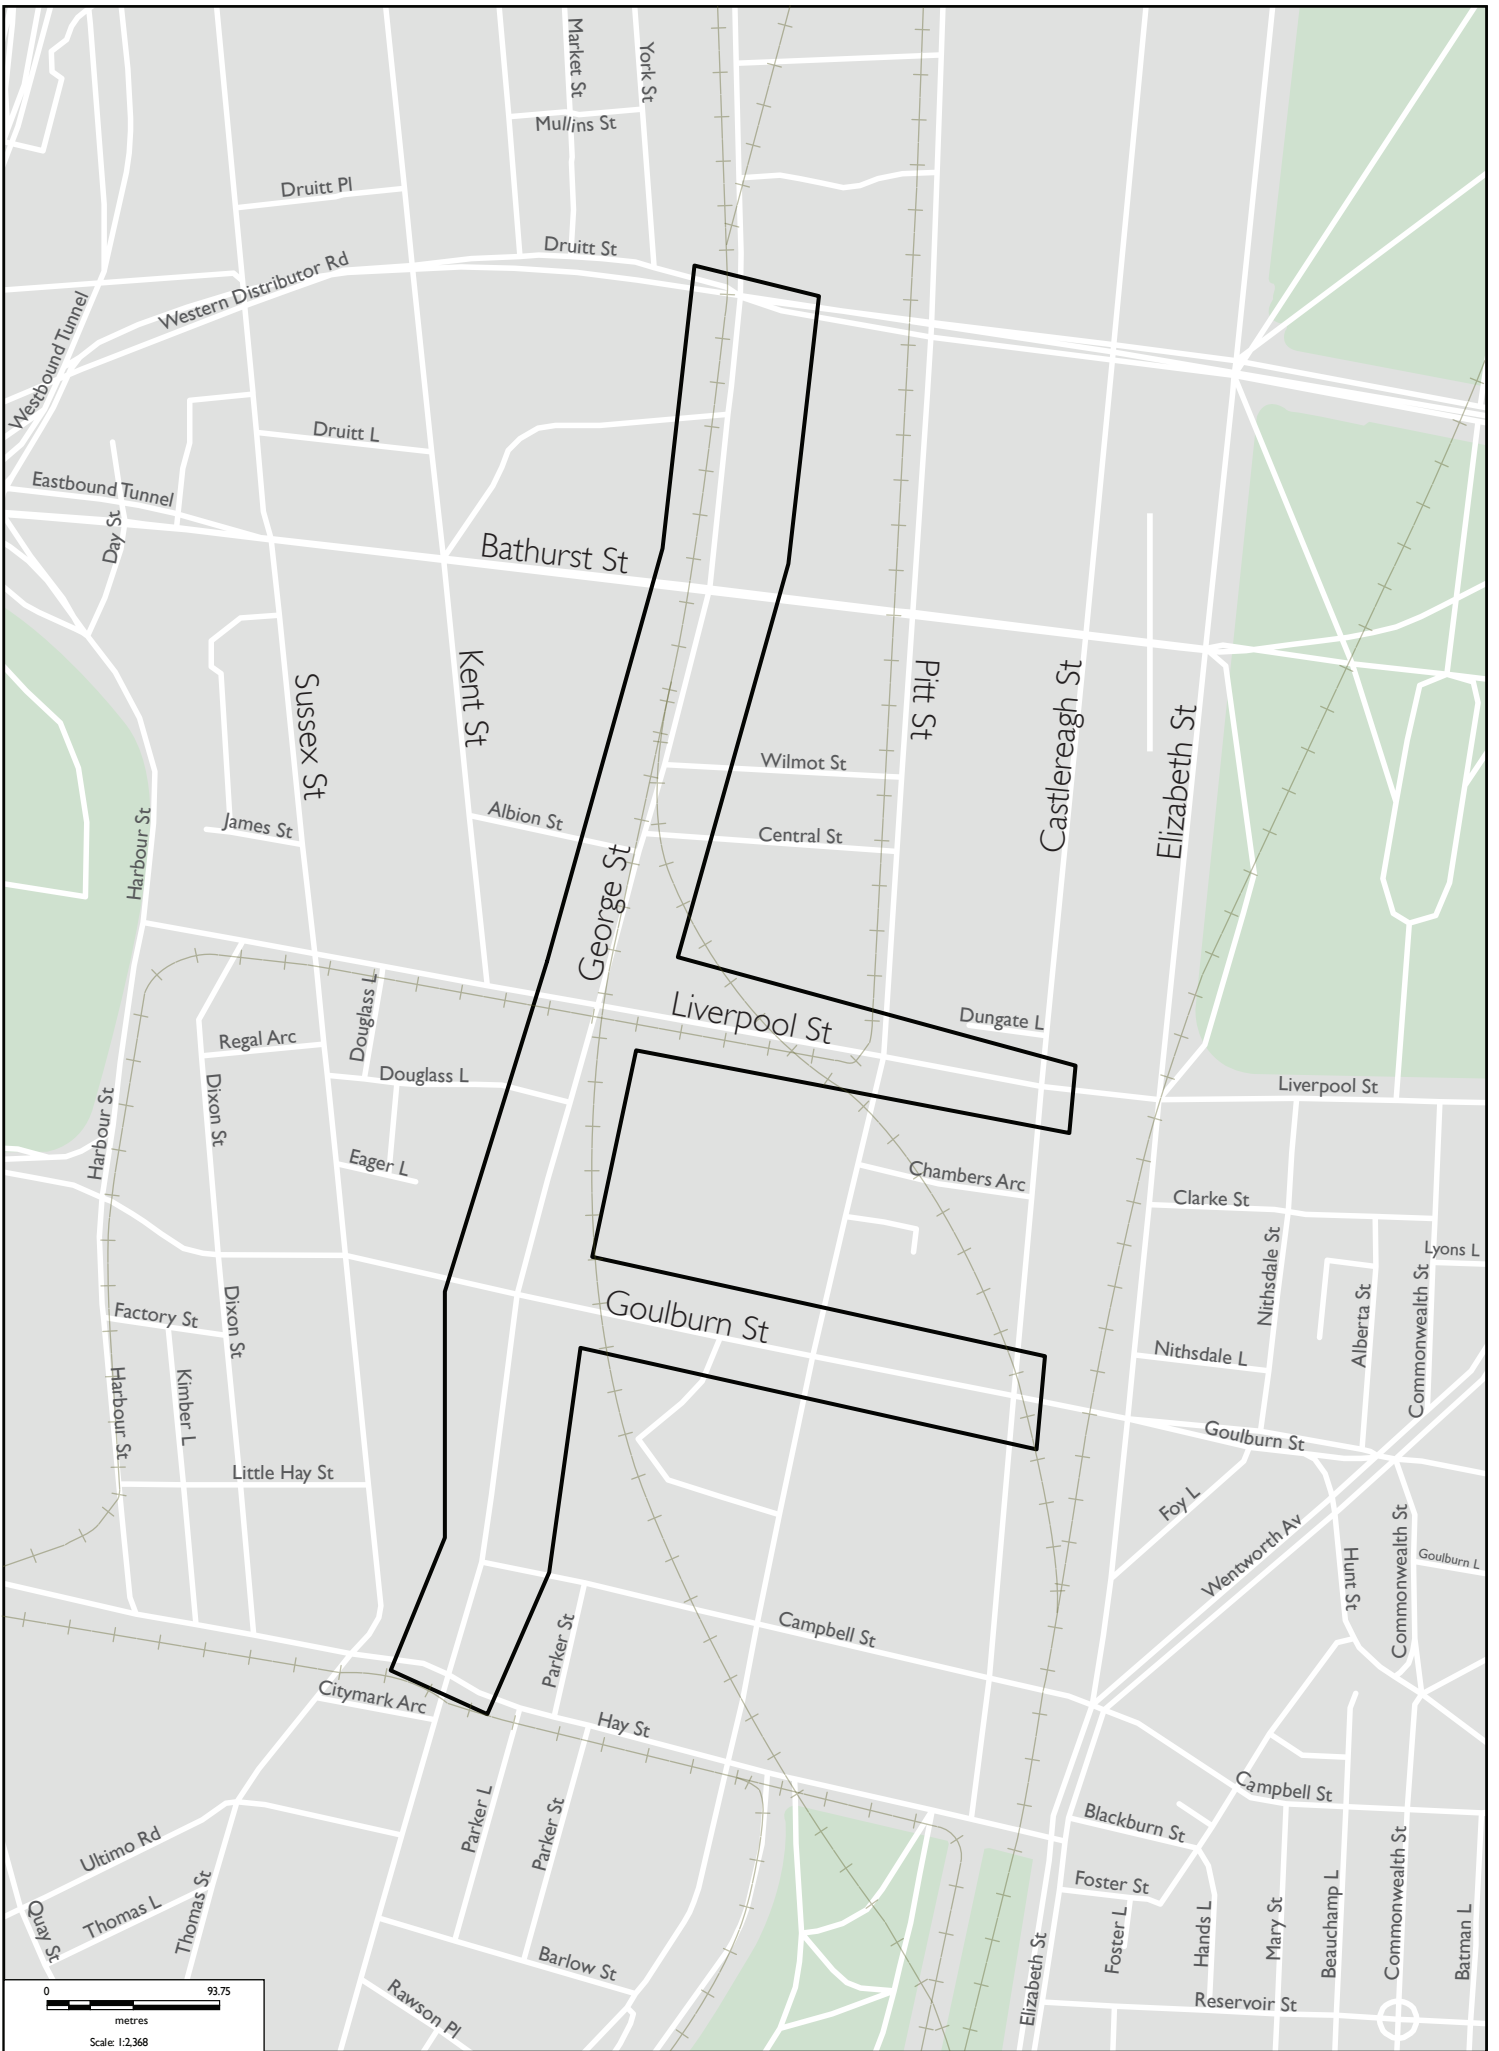 Market St
York St
Mullins St
Druitt Pl
Druitt St
Western Distributor Rd
Westbound Tunnel
Druitt L
Eastbound Tunnel
Day St
Bathurst St
Kent St
Sussex St
Pitt St
Castlereagh St
Elizabeth St
Wilmot St
Albion St
James St
Central St
Harbour St
George St
Liverpool St
Dungate L
Douglass L
Regal Arc
Douglass L
Liverpool St
Dixon St
Harbour St
Eager L
Chambers Arc
Clarke St
Nithsdale St
Lyons L
Factory St
Dixon St
Goulburn St
Alberta St
Commonwealth St
Nithsdale L
Harbour St
Kimber L
Goulburn St
Little Hay St
Foy L
Wentworth Av
Hunt St
Commonwealth St
Goulburn L
Parker St
Campbell St
Citymark Arc
Hay St
Campbell St
Parker L
Parker St
Blackburn St
Ultimo Rd
Foster St
Quay St
Thomas L
Thomas St
Elizabeth St
Foster L
Hands L
Mary St
Beauchamp L
Commonwealth St
Batman L
Barlow St
Rawson Pl
Reservoir St
0 93.75
metres
Scale: 1:2,368